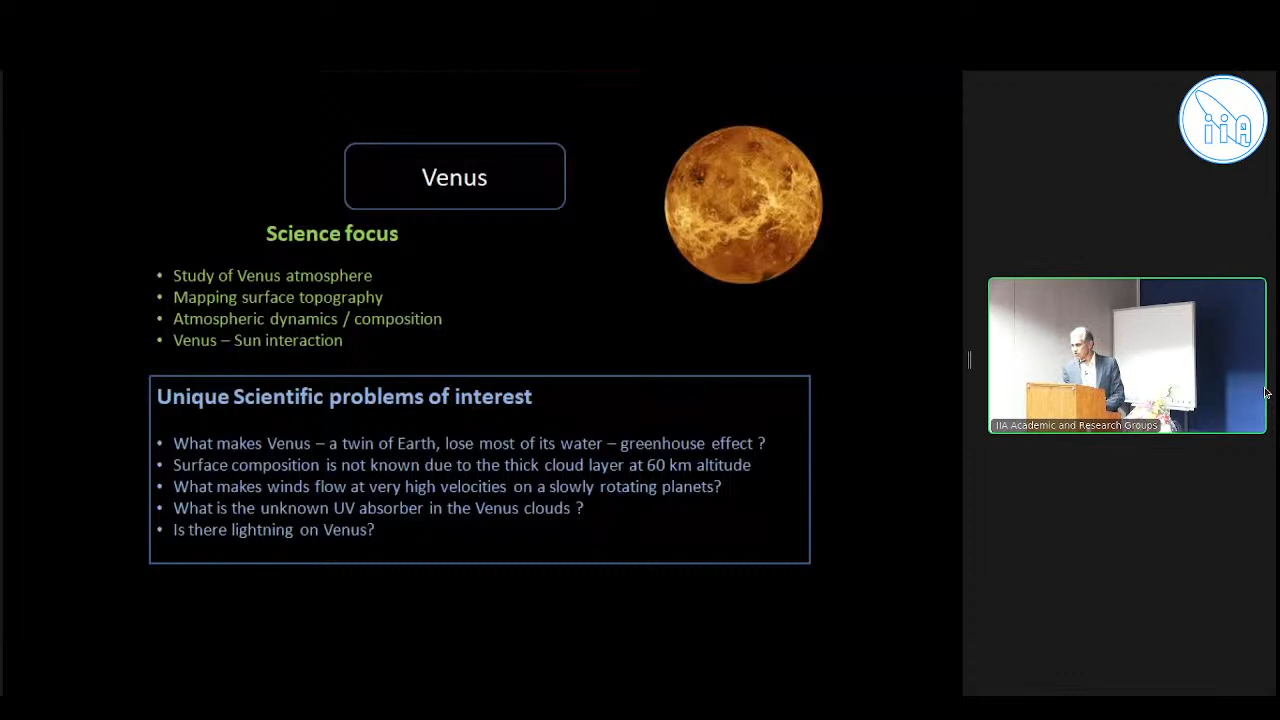 Venus
Science focus
• Study of Venus atmosphere
• Mapping surface topography
• Atmospheric dynamics / composition
• Venus – Sun interaction
Unique Scientific problems of interest
• What makes Venus – a twin of Earth, lose most of its water – greenhouse effect ?
• Surface composition is not known due to the thick cloud layer at 60 km altitude
• What makes winds flow at very high velocities on a slowly rotating planets?
• What is the unknown UV absorber in the Venus clouds ?
• Is there lightning on Venus?
iiA
IIA Academic and Research Groups